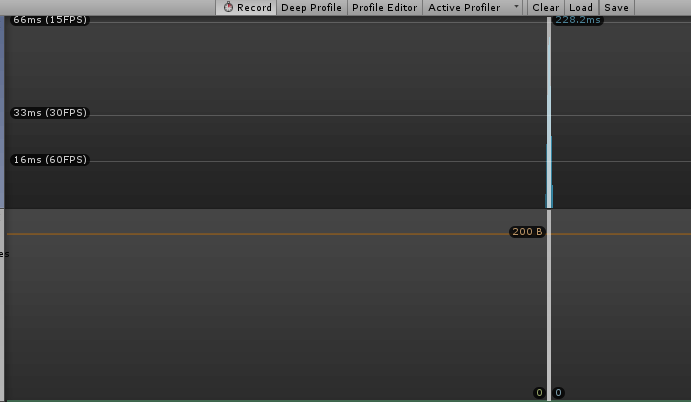 Record Deep Profile Profile Editor Active Profiler Clear Load Save
66ms (15FPS) 228.2ms
33ms (30FPS)
16ms (60FPS)
200 B
es
0 0